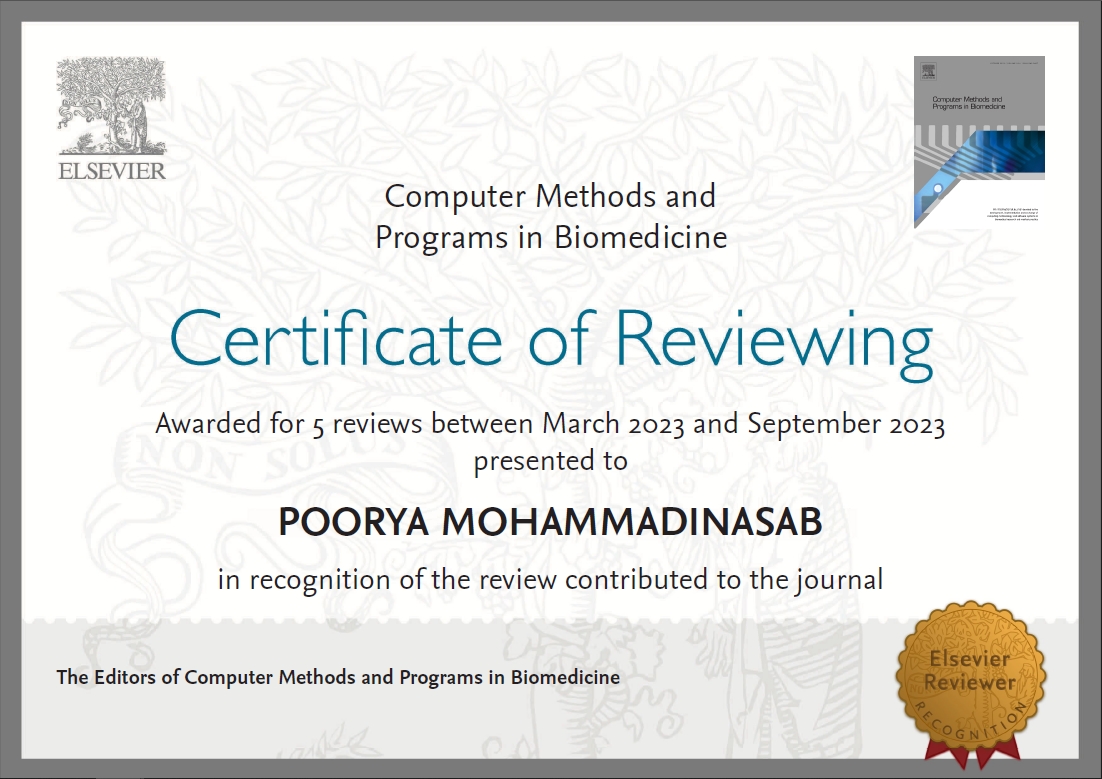 ELSEVIER
Computer Methods and
Programs in Biomedicine
Computer Methods and
Programs in Biomedicine
Certificate of Reviewing
Awarded for 5 reviews between March 2023 and September 2023
presented to
NON SOLUS
POORYA MOHAMMADINASAB
in recognition of the review contributed to the journal
The Editors of Computer Methods and Programs in Biomedicine
Elsevier
Reviewer
RECOGNITION